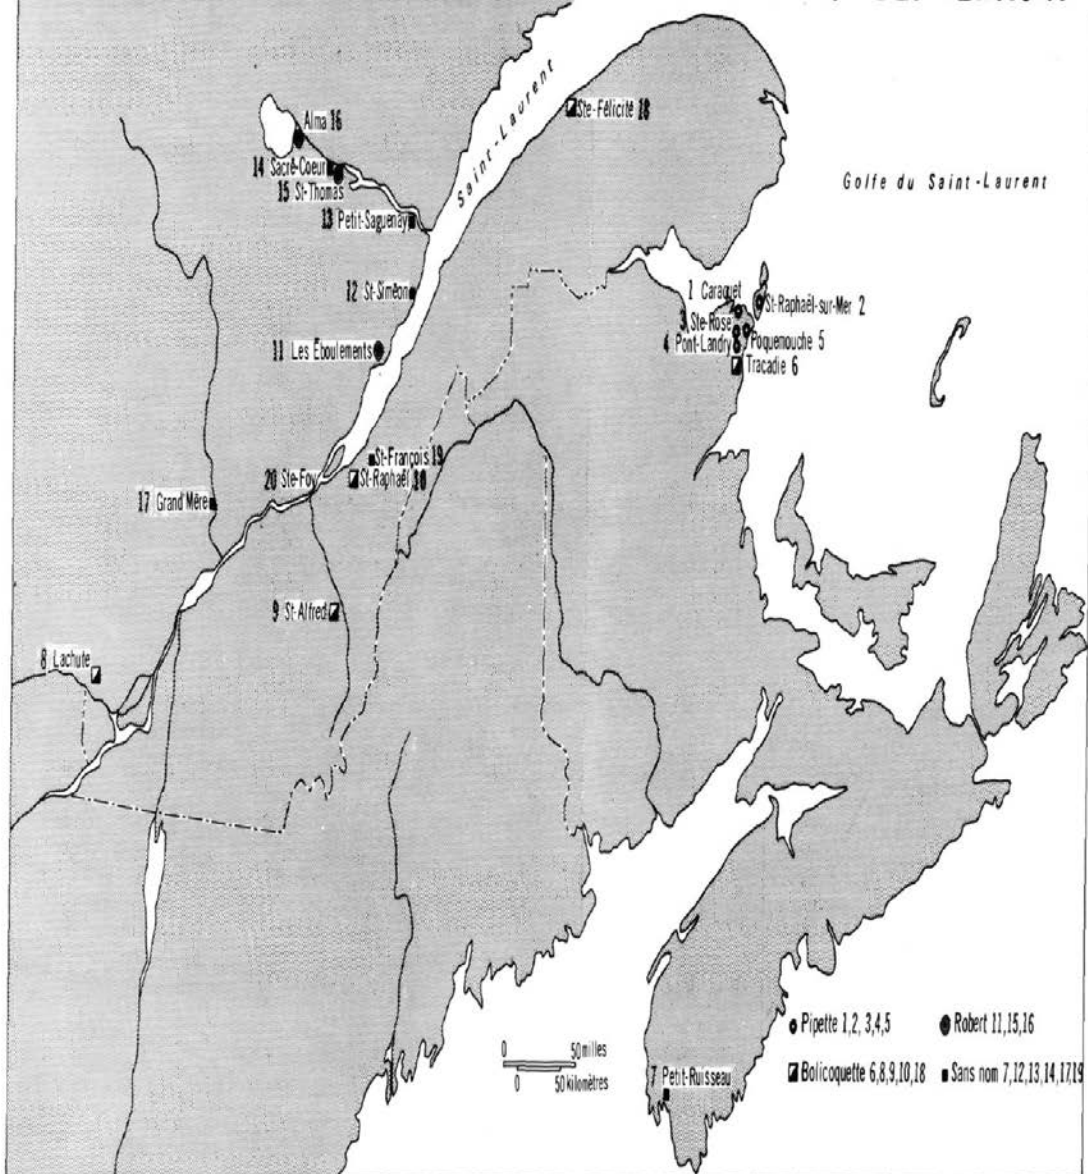 Saint-Laurent
Ste-Félicité 18
Alma 16
14 Sacré-Coeur
15 St-Thomas
Golfe du Saint-Laurent
13 Petit-Saguenay
12 St-Siméon
1 Caraquet
St-Raphaël-sur-Mer 2
3 Ste-Rose
4 Pont-Landry
Poquemouche 5
Tracadie 6
11 Les Éboulements
St-François 19
20 Ste-Foy
St-Raphaël 10
17 Grand'Mère
9 St-Alfred
8 Lachute
Pipette 1,2, 3,4,5
Robert 11,15,16
0 50 milles
0 50 kilomètres
Bolicoquette 6,8,9,10,18
Sans nom 7,12,13,14,17,19
7 Petit-Ruisseau